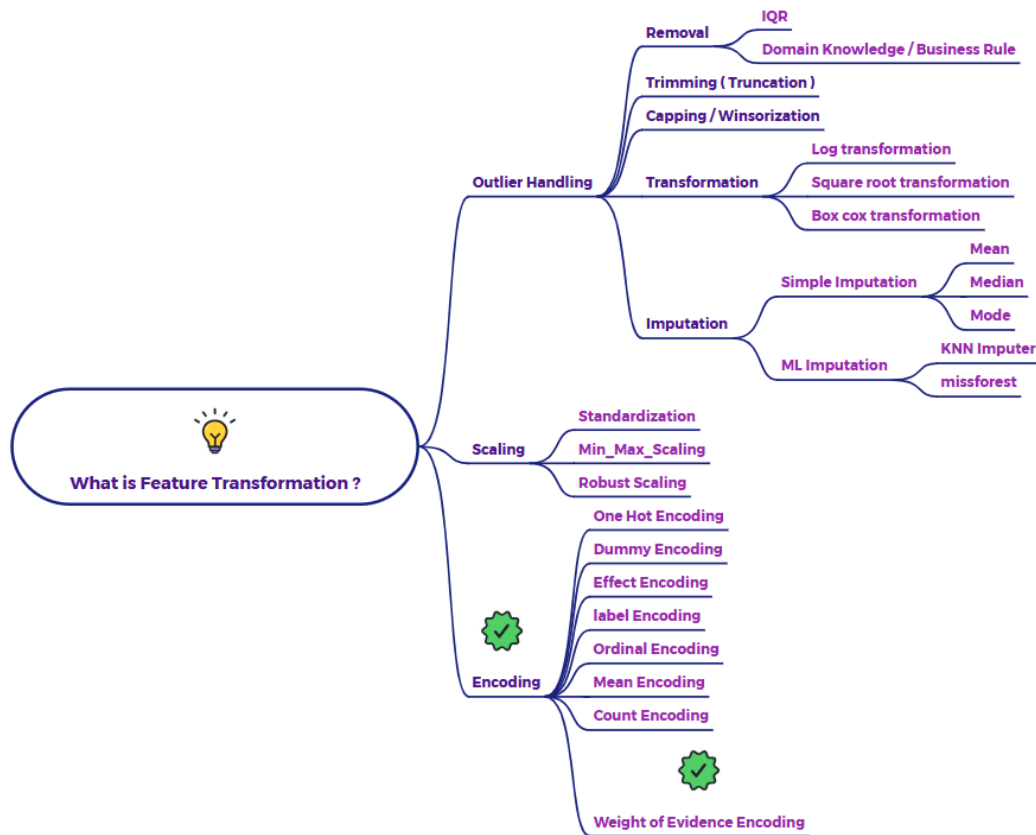 What is Feature Transformation ?
Outlier Handling
Removal
IQR
Domain Knowledge / Business Rule
Trimming ( Truncation )
Capping / Winsorization
Transformation
Log transformation
Square root transformation
Box cox transformation
Imputation
Simple Imputation
Mean
Median
Mode
ML Imputation
KNN Imputer
missforest
Scaling
Standardization
Min_Max_Scaling
Robust Scaling
Encoding
One Hot Encoding
Dummy Encoding
Effect Encoding
label Encoding
Ordinal Encoding
Mean Encoding
Count Encoding
Weight of Evidence Encoding